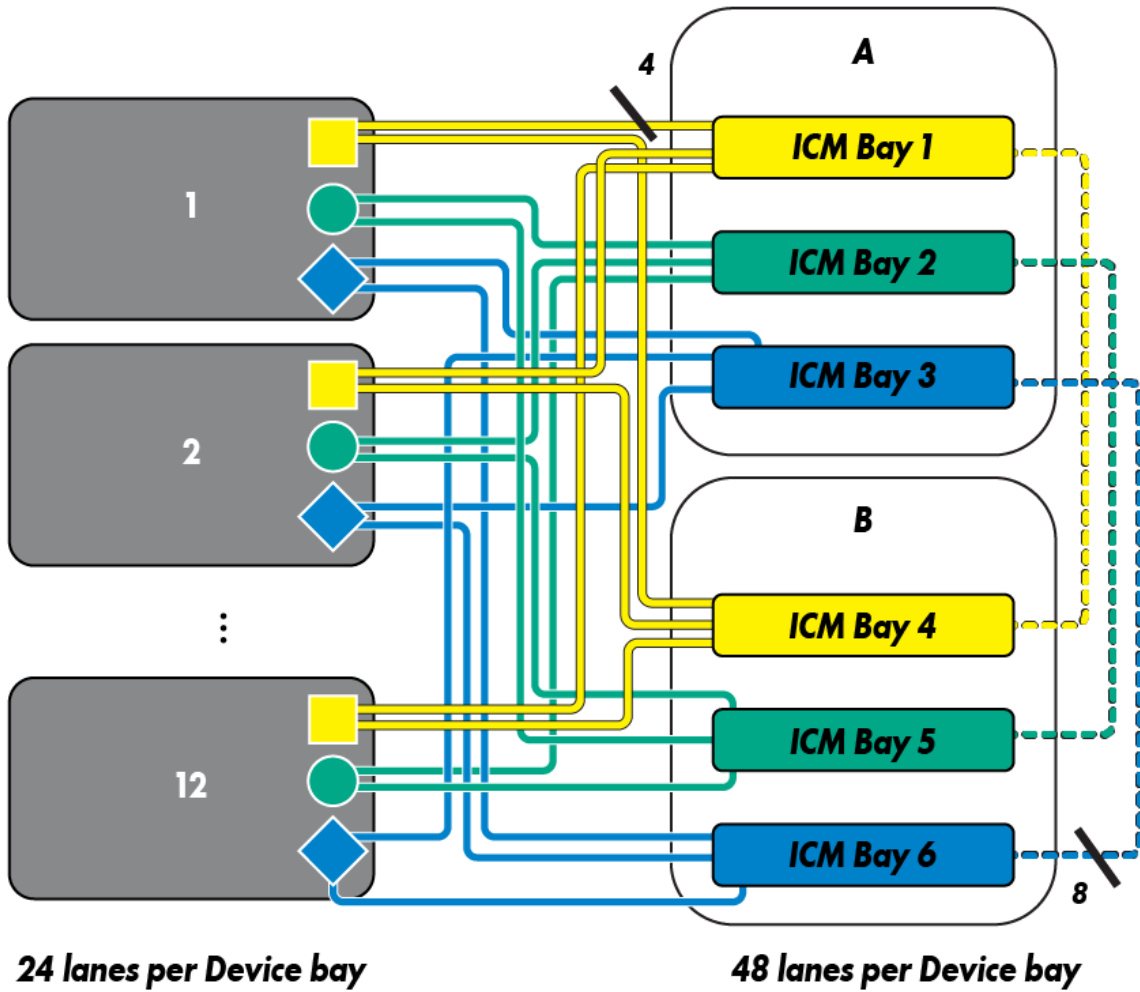 4
A
ICM Bay 1
1
ICM Bay 2
ICM Bay 3
2
B
ICM Bay 4
ICM Bay 5
12
ICM Bay 6
8
24 lanes per Device bay
48 lanes per Device bay